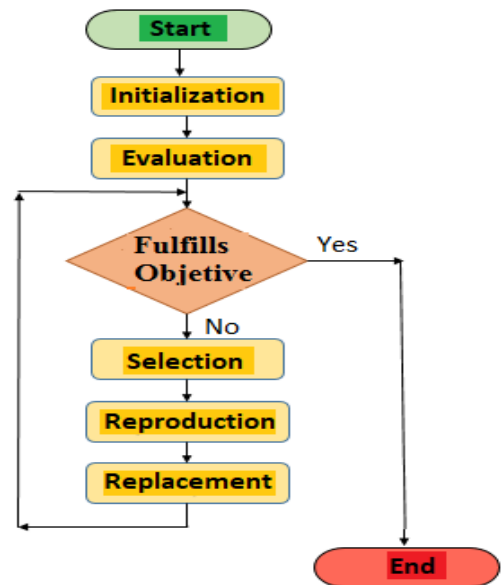 Start
Initialization
Evaluation
Fulfills
Objetive
Yes
No
Selection
Reproduction
Replacement
End